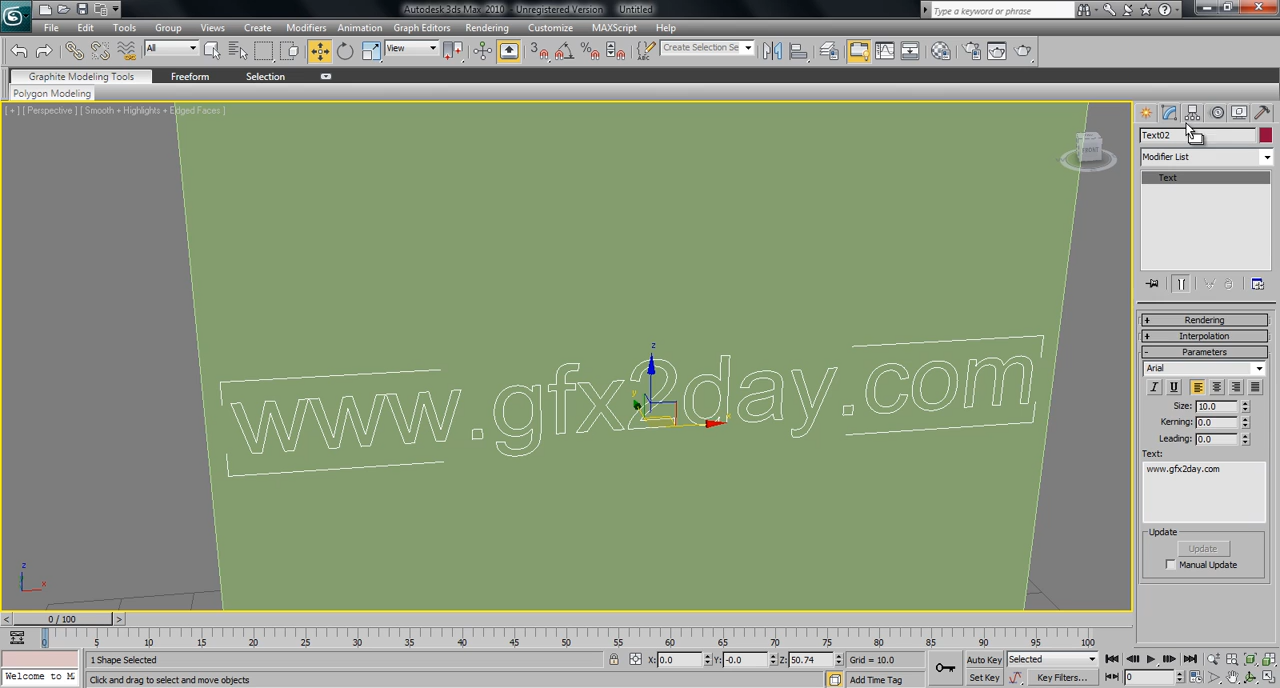 Autodesk 3ds Max 2010 - Unregistered Version Untitled
Type a keyword or phrase
File Edit Tools Group Views Create Modifiers Animation Graph Editors Rendering Customize MAXScript Help
All View Create Selection Se
Graphite Modeling Tools Freeform Selection
Polygon Modeling
[ + ] [ Perspective ] [ Smooth + Highlights + Edged Faces ]
FRONT
Text02
Modifier List
Text
www.gfx2day.com
z
x
z
x
Rendering
Interpolation
Parameters
Arial
I U
Size: 10.0
Kerning: 0.0
Leading: 0.0
Text:
www.gfx2day.com
Update
Update
Manual Update
0 / 100
0 5 10 15 20 25 30 35 40 45 50 55 60 65 70 75 80 85 90 95 100
1 Shape Selected X: 0.0 Y: -0.0 Z: 50.74 Grid = 10.0 Auto Key Selected
Welcome to M Click and drag to select and move objects Add Time Tag Set Key Key Filters... 0